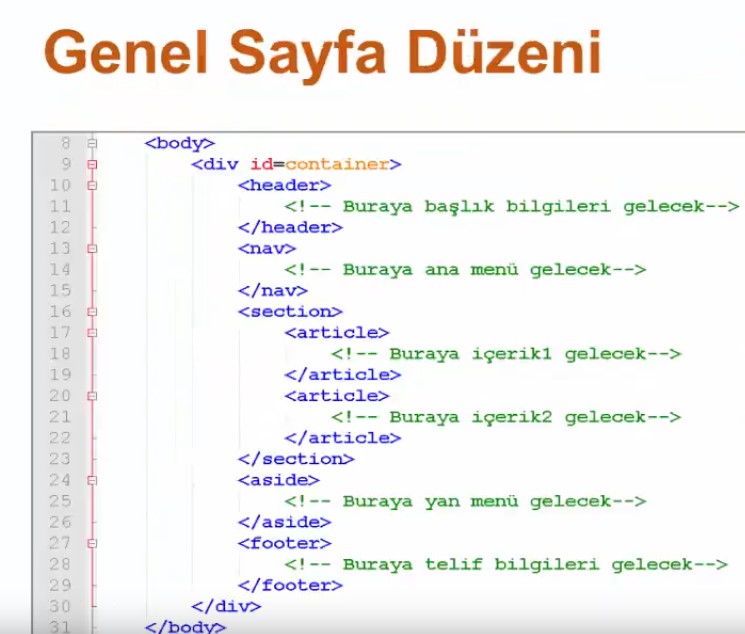 Genel Sayfa Düzeni
8 <body>
9 <div id=container>
10 <header>
11 <!-- Buraya başlık bilgileri gelecek-->
12 </header>
13 <nav>
14 <!-- Buraya ana menü gelecek-->
15 </nav>
16 <section>
17 <article>
18 <!-- Buraya içerik1 gelecek-->
19 </article>
20 <article>
21 <!-- Buraya içerik2 gelecek-->
22 </article>
23 </section>
24 <aside>
25 <!-- Buraya yan menü gelecek-->
26 </aside>
27 <footer>
28 <!-- Buraya telif bilgileri gelecek-->
29 </footer>
30 </div>
31 </body>